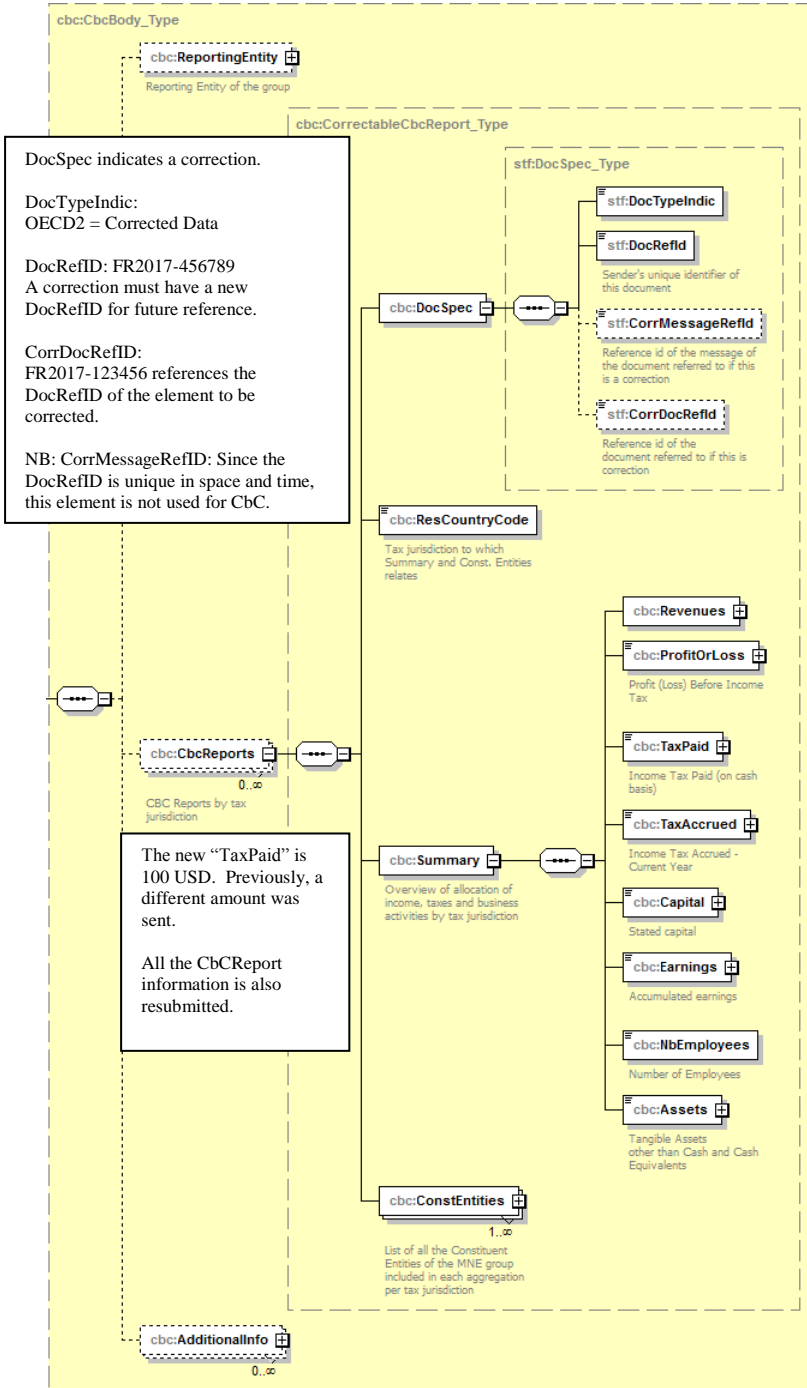 cbc:CbcBody_Type
cbc:ReportingEntity
Reporting Entity of the group
cbc:CorrectableCbcReport_Type
DocSpec indicates a correction.
DocTypeIndic:
OECD2 = Corrected Data
DocRefID: FR2017-456789
A correction must have a new
DocRefID for future reference.
CorrDocRefID:
FR2017-123456 references the
DocRefID of the element to be
corrected.
NB: CorrMessageRefID: Since the
DocRefID is unique in space and time,
this element is not used for CbC.
stf:DocSpec_Type
cbc:DocSpec
stf:DocTypeIndic
stf:DocRefId
Sender's unique identifier of
this document
stf:CorrMessageRefId
Reference id of the message of
the document referred to if this
is a correction
stf:CorrDocRefId
Reference id of the
document referred to if this is
correction
cbc:ResCountryCode
Tax jurisdiction to which
Summary and Const. Entities
relates
cbc:CbcReports
0..∞
CBC Reports by tax
jurisdiction
The new “TaxPaid” is
100 USD. Previously, a
different amount was
sent.
All the CbCReport
information is also
resubmitted.
cbc:Summary
Overview of allocation of
income, taxes and business
activities by tax jurisdiction
cbc:Revenues
cbc:ProfitOrLoss
Profit (Loss) Before Income
Tax
cbc:TaxPaid
Income Tax Paid (on cash
basis)
cbc:TaxAccrued
Income Tax Accrued -
Current Year
cbc:Capital
Stated capital
cbc:Earnings
Accumulated earnings
cbc:NbEmployees
Number of Employees
cbc:Assets
Tangible Assets
other than Cash and Cash
Equivalents
cbc:ConstEntities
1..∞
List of all the Constituent
Entities of the MNE group
included in each aggregation
per tax jurisdiction
cbc:AdditionalInfo
0..∞